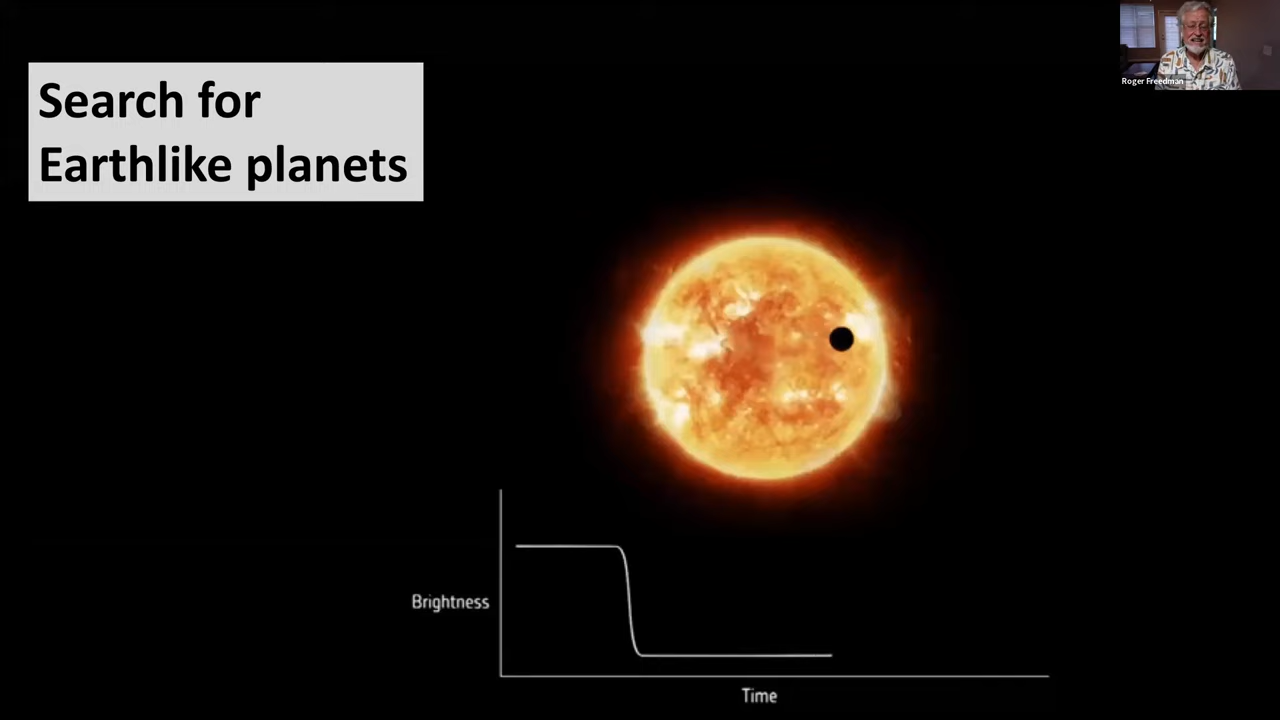 Search for
Earthlike planets
Roger Freedman
Brightness
Time